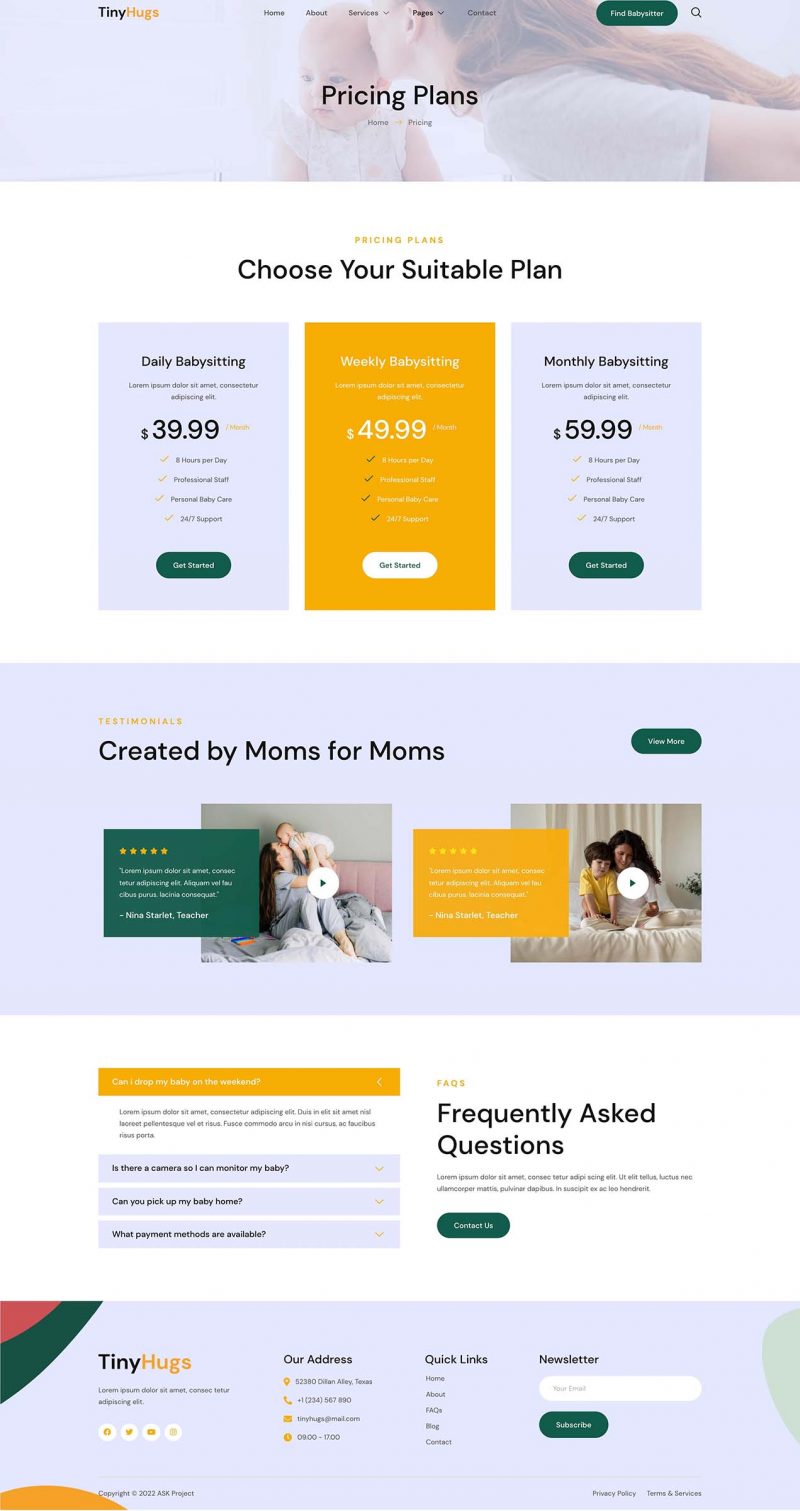 TinyHugs
Home About Services Pages Contact
Find Babysitter
Pricing Plans
Home → Pricing
PRICING PLANS
Choose Your Suitable Plan
Daily Babysitting
Lorem ipsum dolor sit amet, consectetur
adipiscing elit.
$ 39.99 / Month
8 Hours per Day
Professional Staff
Personal Baby Care
24/7 Support
Get Started
Weekly Babysitting
Lorem ipsum dolor sit amet, consectetur
adipiscing elit.
$ 49.99 / Month
8 Hours per Day
Professional Staff
Personal Baby Care
24/7 Support
Get Started
Monthly Babysitting
Lorem ipsum dolor sit amet, consectetur
adipiscing elit.
$ 59.99 / Month
8 Hours per Day
Professional Staff
Personal Baby Care
24/7 Support
Get Started
TESTIMONIALS
Created by Moms for Moms
View More
"Lorem ipsum dolor sit amet, consec
tetur adipiscing elit. Aliquam vel fau
cibus purus. lacinia consequat."
- Nina Starlet, Teacher
"Lorem ipsum dolor sit amet, consec
tetur adipiscing elit. Aliquam vel fau
cibus purus. lacinia consequat."
- Nina Starlet, Teacher
Can i drop my baby on the weekend?
Lorem ipsum dolor sit amet, consectetur adipiscing elit. Duis in elit sit amet nisl
laoreet pellentesque vel et risus. Fusce commodo arcu in nisi cursus, ac faucibus
risus porta.
Is there a camera so I can monitor my baby?
Can you pick up my baby home?
What payment methods are available?
FAQS
Frequently Asked
Questions
Lorem ipsum dolor sit amet, consec tetur adipi scing elit. Ut elit tellus, luctus nec
ullamcorper mattis, pulvinar dapibus. In suscipit ex ac leo hendrerit.
Contact Us
TinyHugs
Lorem ipsum dolor sit amet, consec tetur
adipiscing elit.
Our Address
52380 Dillan Alley, Texas
+1 (234) 567 890
tinyhugs@mail.com
09.00 - 17.00
Quick Links
Home
About
FAQs
Blog
Contact
Newsletter
Your Email
Subscribe
Copyright © 2022 ASK Project
Privacy Policy Terms & Services